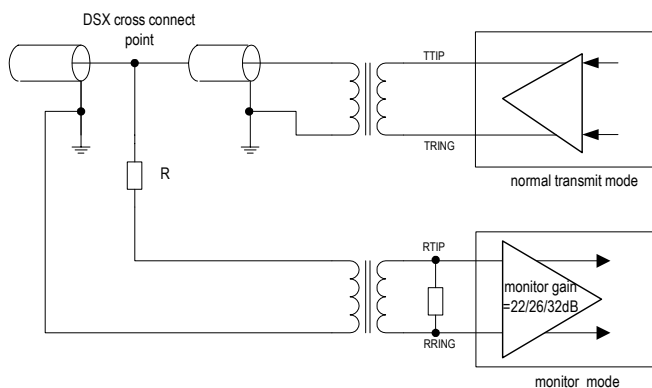 DSX cross connect
point
TTIP
TRING
normal transmit mode
R
RTIP
monitor gain
=22/26/32dB
RRING
monitor mode